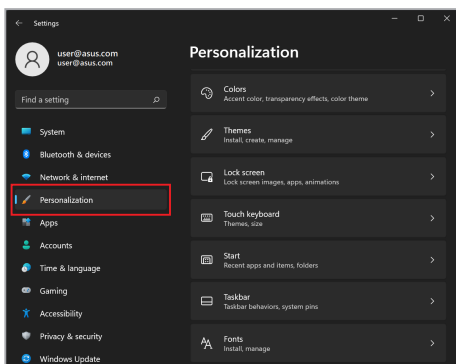 Settings
user@asus.com
user@asus.com
Find a setting
System
Bluetooth & devices
Network & internet
Personalization
Apps
Accounts
Time & language
Gaming
Accessibility
Privacy & security
Windows Update
Personalization
Colors
Accent color, transparency effects, color theme
Themes
Install, create, manage
Lock screen
Lock screen images, apps, animations
Touch keyboard
Themes, size
Start
Recent apps and items, folders
Taskbar
Taskbar behaviors, system pins
Fonts
Install, manage